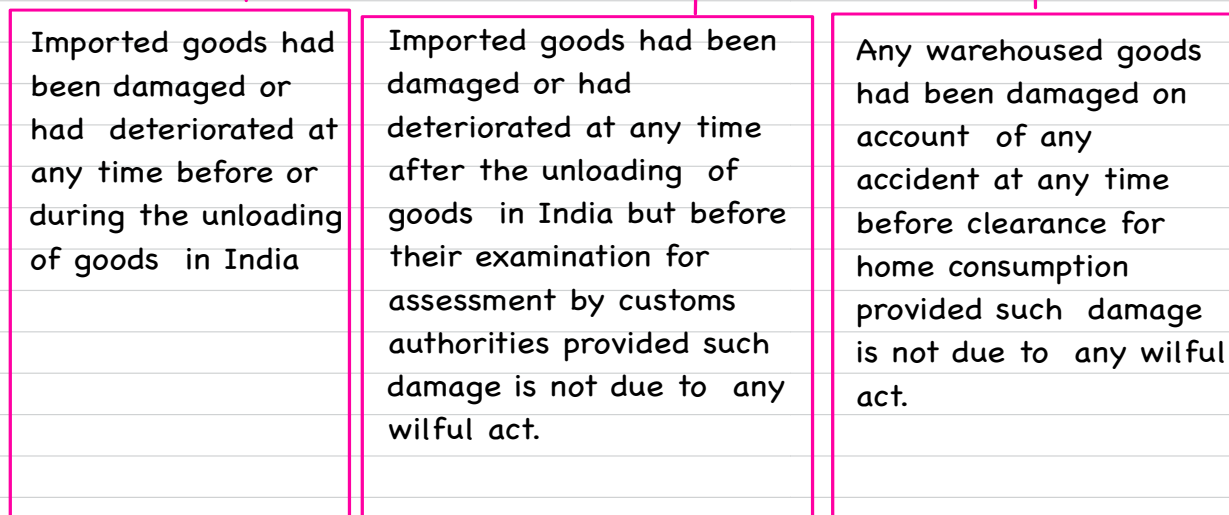 Imported goods had
been damaged or
had deteriorated at
any time before or
during the unloading
of goods in India
Imported goods had been
damaged or had
deteriorated at any time
after the unloading of
goods in India but before
their examination for
assessment by customs
authorities provided such
damage is not due to any
wilful act.
Any warehoused goods
had been damaged on
account of any
accident at any time
before clearance for
home consumption
provided such damage
is not due to any wilful
act.